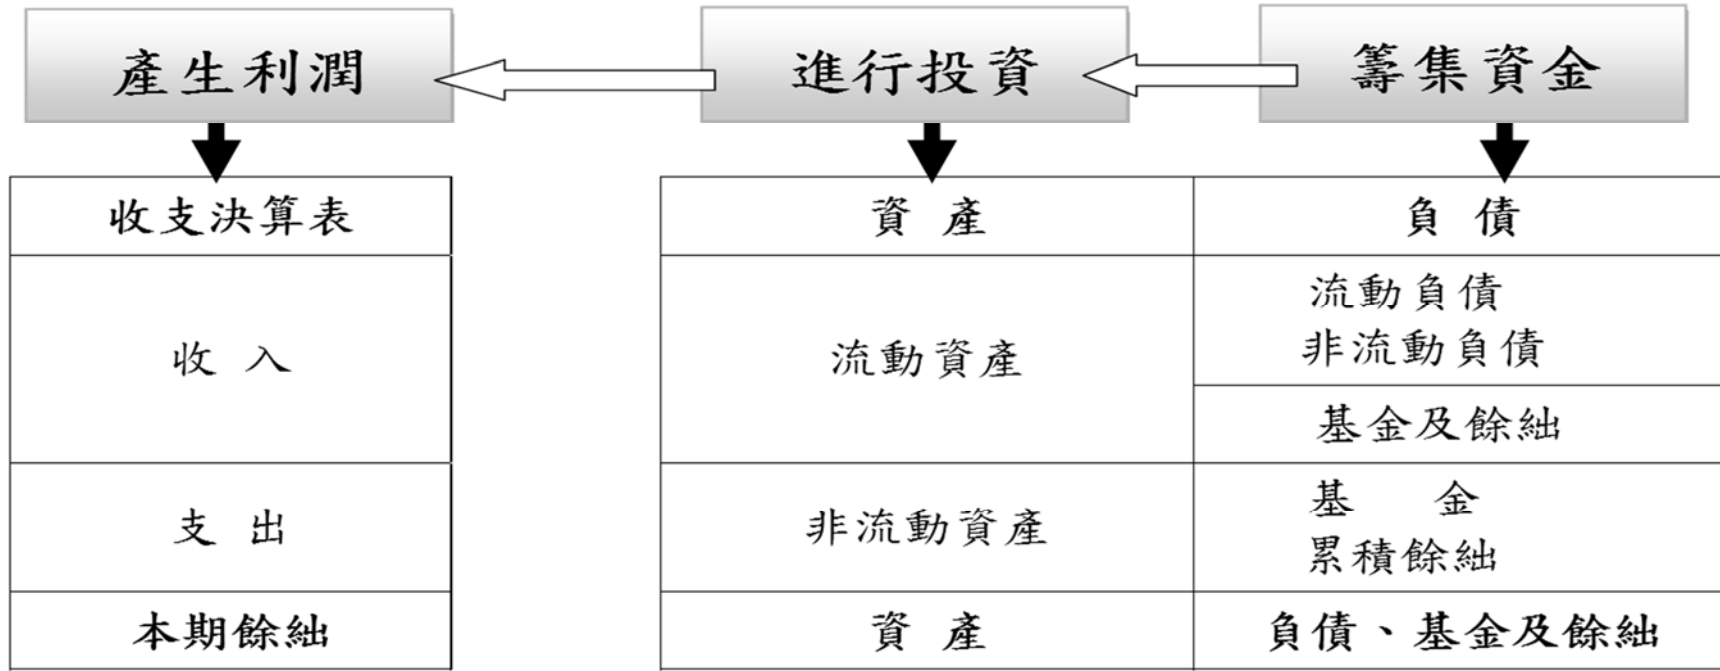 產生利潤
進行投資
籌集資金
收支決算表
資 產
負 債
收 入
流動資產
流動負債
非流動負債
基金及餘絀
支 出
非流動資產
基 金
累積餘絀
本期餘絀
資 產
負債、基金及餘絀